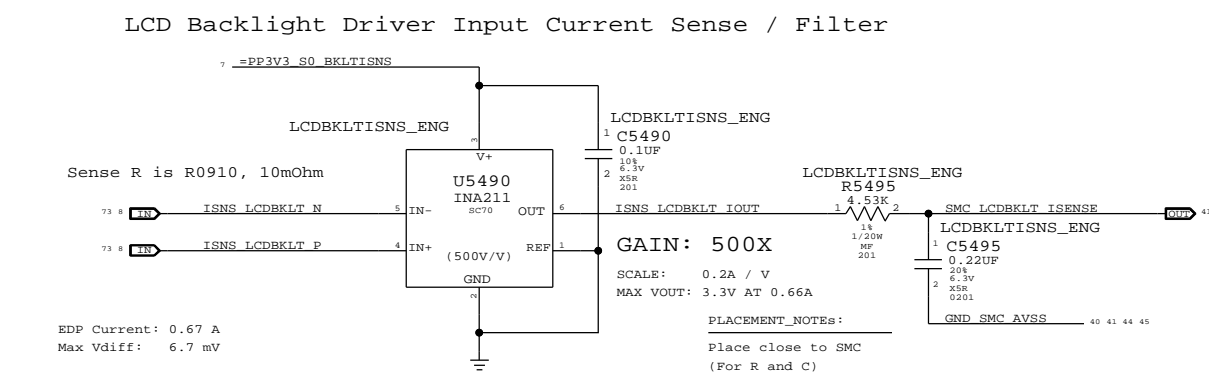 LCD Backlight Driver Input Current Sense / Filter
7 =PP3V3_S0_BKLTISNS
LCDBKLTISNS_ENG
LCDBKLTISNS_ENG
1 C5490
0.1UF
10%
6.3V
2 X5R
201
3
V+
Sense R is R0910, 10mOhm
U5490
INA211
SC70
(500V/V)
73 8 IN ISNS_LCDBKLT_N 5 IN-
73 8 IN ISNS_LCDBKLT_P 4 IN+
OUT 6 ISNS_LCDBKLT_IOUT
REF 1
GND
2
LCDBKLTISNS_ENG
R5495
4.53K
1 2
1%
1/20W
MF
201
SMC_LCDBKLT_ISENSE OUT 41
LCDBKLTISNS_ENG
1 C5495
0.22UF
20%
6.3V
2 X5R
0201
GND_SMC_AVSS 40 41 44 45
GAIN: 500X
SCALE: 0.2A / V
MAX VOUT: 3.3V AT 0.66A
EDP Current: 0.67 A
Max Vdiff: 6.7 mV
PLACEMENT_NOTEs:
Place close to SMC
(For R and C)